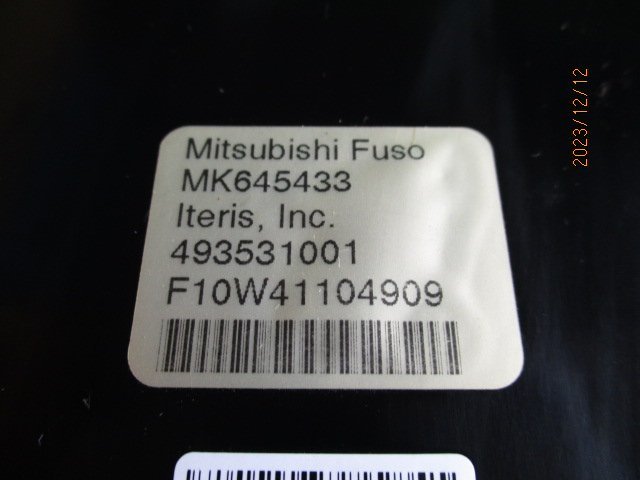 Mitsubishi Fuso
MK645433
Iteris, Inc.
493531001
F10W41104909
2023/12/12